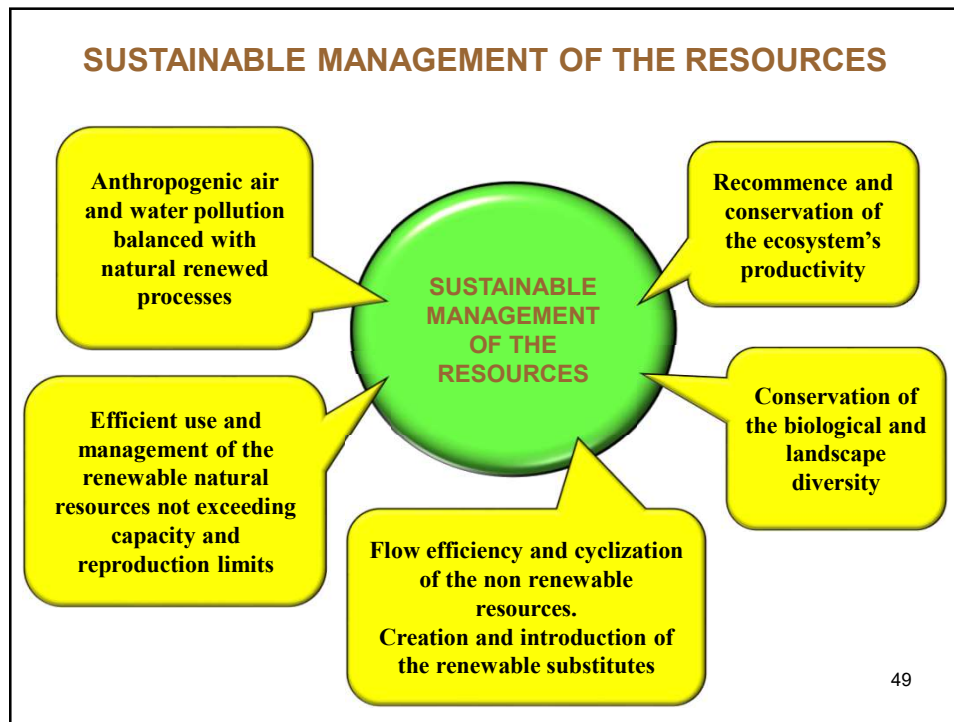 SUSTAINABLE MANAGEMENT OF THE RESOURCES
Anthropogenic air
and water pollution
balanced with
natural renewed
processes
Recommence and
conservation of
the ecosystem's
productivity
SUSTAINABLE
MANAGEMENT
OF THE
RESOURCES
Efficient use and
management of the
renewable natural
resources not exceeding
capacity and
reproduction limits
Conservation of
the biological and
landscape
diversity
Flow efficiency and cyclization
of the non renewable
resources.
Creation and introduction of
the renewable substitutes
49